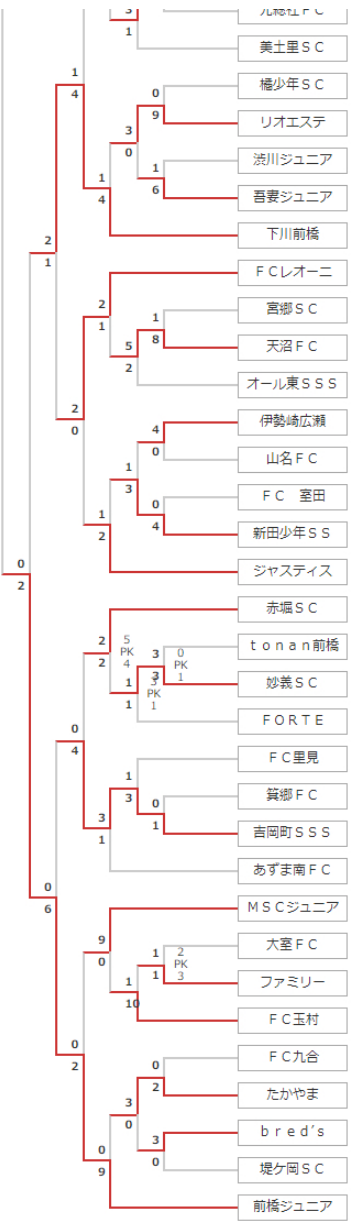 3
1
元総社ＦＣ
美土里ＳＣ
1
4
0
9
橘少年ＳＣ
リオエステ
3
0
1
6
渋川ジュニア
吾妻ジュニア
1
4
下川前橋
2
1
ＦＣレオーニ
2
1
1
8
宮郷ＳＣ
天沼ＦＣ
5
2
オール東ＳＳＳ
2
0
4
0
伊勢崎広瀬
山名ＦＣ
1
3
0
4
ＦＣ　室田
新田少年ＳＳ
1
2
ジャスティス
0
2
赤堀ＳＣ
2
2
5
PK
4
3
3
0
PK
1
ｔｏｎａｎ前橋
妙義ＳＣ
1
1
3
PK
1
ＦＯＲＴＥ
0
4
ＦＣ里見
1
3
0
1
箕郷ＦＣ
吉岡町ＳＳＳ
3
1
あずま南ＦＣ
0
6
ＭＳＣジュニア
9
0
1
1
2
PK
3
大室ＦＣ
ファミリー
1
10
ＦＣ玉村
0
2
0
2
ＦＣ九合
たかやま
3
0
3
0
ｂｒｅｄ’ｓ
堤ケ岡ＳＣ
0
9
前橋ジュニア